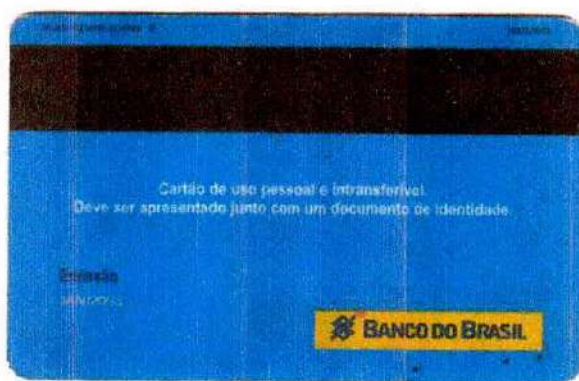 Cartão de uso pessoal e intransferível.
Deve ser apresentado junto com um documento de identidade.
Emissão
BANCO DO BRASIL